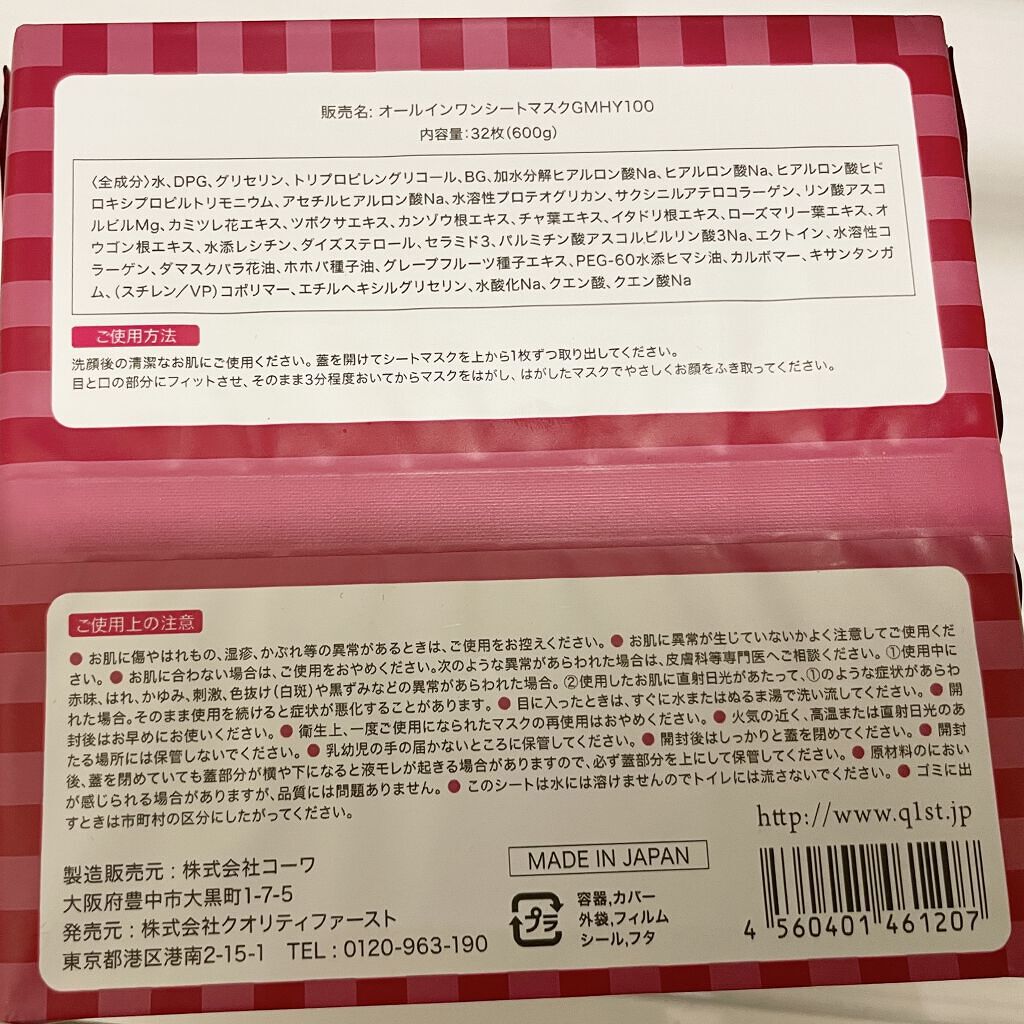 販売名: オールインワンシートマスクGMHY100
内容量:32枚(600g)
〈全成分〉水、DPG、グリセリン、トリプロピレングリコール、BG、加水分解ヒアルロン酸Na、ヒアルロン酸Na、ヒアルロン酸ヒド
ロキシプロピルトリモニウム、アセチルヒアルロン酸Na、水溶性プロテオグリカン、サクシニルアテロコラーゲン、リン酸アスコ
ルビルMg、カミツレ花エキス、ツボクサエキス、カンゾウ根エキス、チャ葉エキス、イタドリ根エキス、ローズマリー葉エキス、オ
ウゴン根エキス、水添レシチン、ダイズステロール、セラミド3、パルミチン酸アスコルビルリン酸3Na、エクトイン、水溶性コ
ラーゲン、ダマスクバラ花油、ホホバ種子油、グレープフルーツ種子エキス、PEG-60水添ヒマシ油、カルボマー、キサンタンガ
ム、(スチレン/VP)コポリマー、エチルヘキシルグリセリン、水酸化Na、クエン酸、クエン酸Na
ご使用方法
洗顔後の清潔なお肌にご使用ください。蓋を開けてシートマスクを上から1枚ずつ取り出してください。
目と口の部分にフィットさせ、そのまま3分程度おいてからマスクをはがし、はがしたマスクでやさしくお顔をふき取ってください。
ご使用上の注意
● お肌に傷やはれもの、湿疹、かぶれ等の異常があるときは、ご使用をお控えください。● お肌に異常が生じていないかよく注意してご使用くだ
さい。● お肌に合わない場合は、ご使用をおやめください。次のような異常があらわれた場合は、皮膚科等専門医へご相談ください。①使用中に
赤味、はれ、かゆみ、刺激、色抜け(白斑)や黒ずみなどの異常があらわれた場合。②使用したお肌に直射日光があたって、①のような症状があらわ
れた場合。そのまま使用を続けると症状が悪化することがあります。● 目に入ったときは、すぐに水またはぬるま湯で洗い流してください。● 開
封後はお早めにお使いください。● 衛生上、一度ご使用になられたマスクの再使用はおやめください。● 火気の近く、高温または直射日光のあ
たる場所には保管しないでください。● 乳幼児の手の届かないところに保管してください。● 開封後はしっかりと蓋を閉めてください。● 開封
後、蓋を閉めていても蓋部分が横や下になると液モレが起きる場合がありますので、必ず蓋部分を上にして保管してください。● 原材料のにおい
が感じられる場合がありますが、品質には問題ありません。● このシートは水には溶けませんのでトイレには流さないでください。● ゴミに出
すときは市町村の区分にしたがってください。
http://www.q1st.jp
製造販売元：株式会社コーワ
大阪府豊中市大黒町1-7-5
発売元：株式会社クオリティファースト
東京都港区港南2-15-1 TEL：0120-963-190
MADE IN JAPAN
プラ
容器,カバー
外袋,フィルム
シール,フタ
4 560401 461207